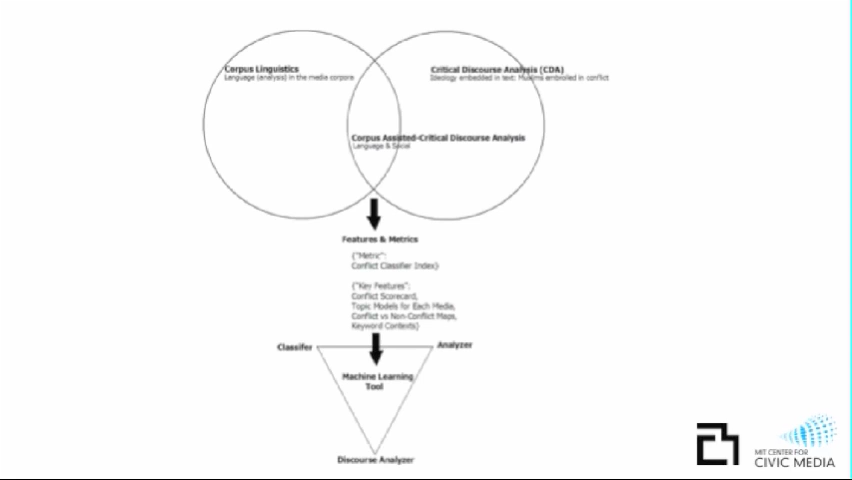 Corpus Linguistics
Language (analysis) in the media corpora
Critical Discourse Analysis (CDA)
Ideology embedded in text: Muslims embroiled in conflict
Corpus Assisted-Critical Discourse Analysis
Language & Social
Features & Metrics
{"Metric":
Conflict Classifier Index}
{"Key Features":
Conflict Scorecard,
Topic Models for Each Media,
Conflict vs Non-Conflict Maps,
Keyword Contexts}
Classifer
Analyzer
Machine Learning
Tool
Discourse Analyzer
MIT CENTER FOR
CIVIC MEDIA